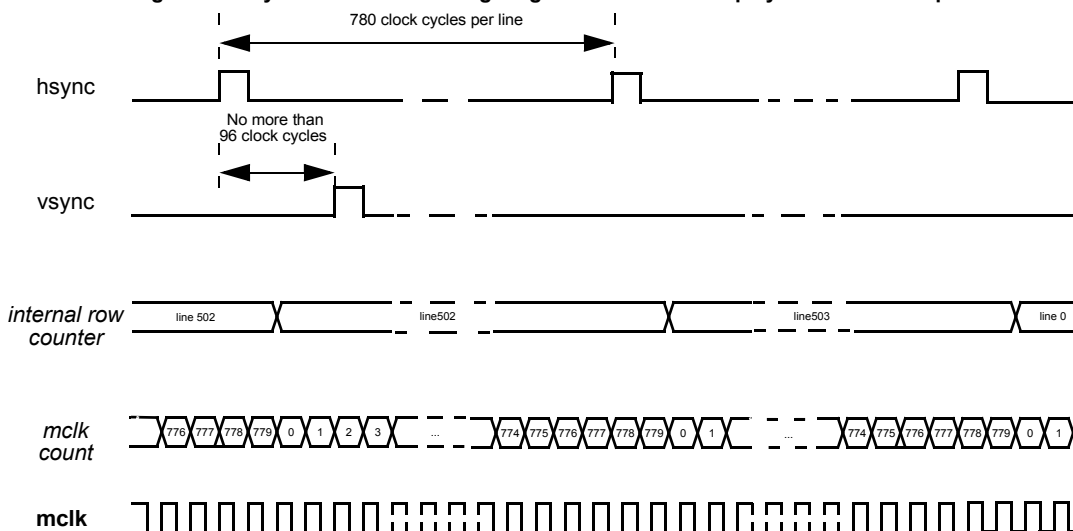 780 clock cycles per line
hsync
No more than
96 clock cycles
vsync
internal row
counter
line 502
line502
line503
line 0
mclk
count
776 777 778 779 0 1 2 3 ... 774 775 776 777 778 779 0 1 ... 774 775 776 777 778 779 0 1
mclk